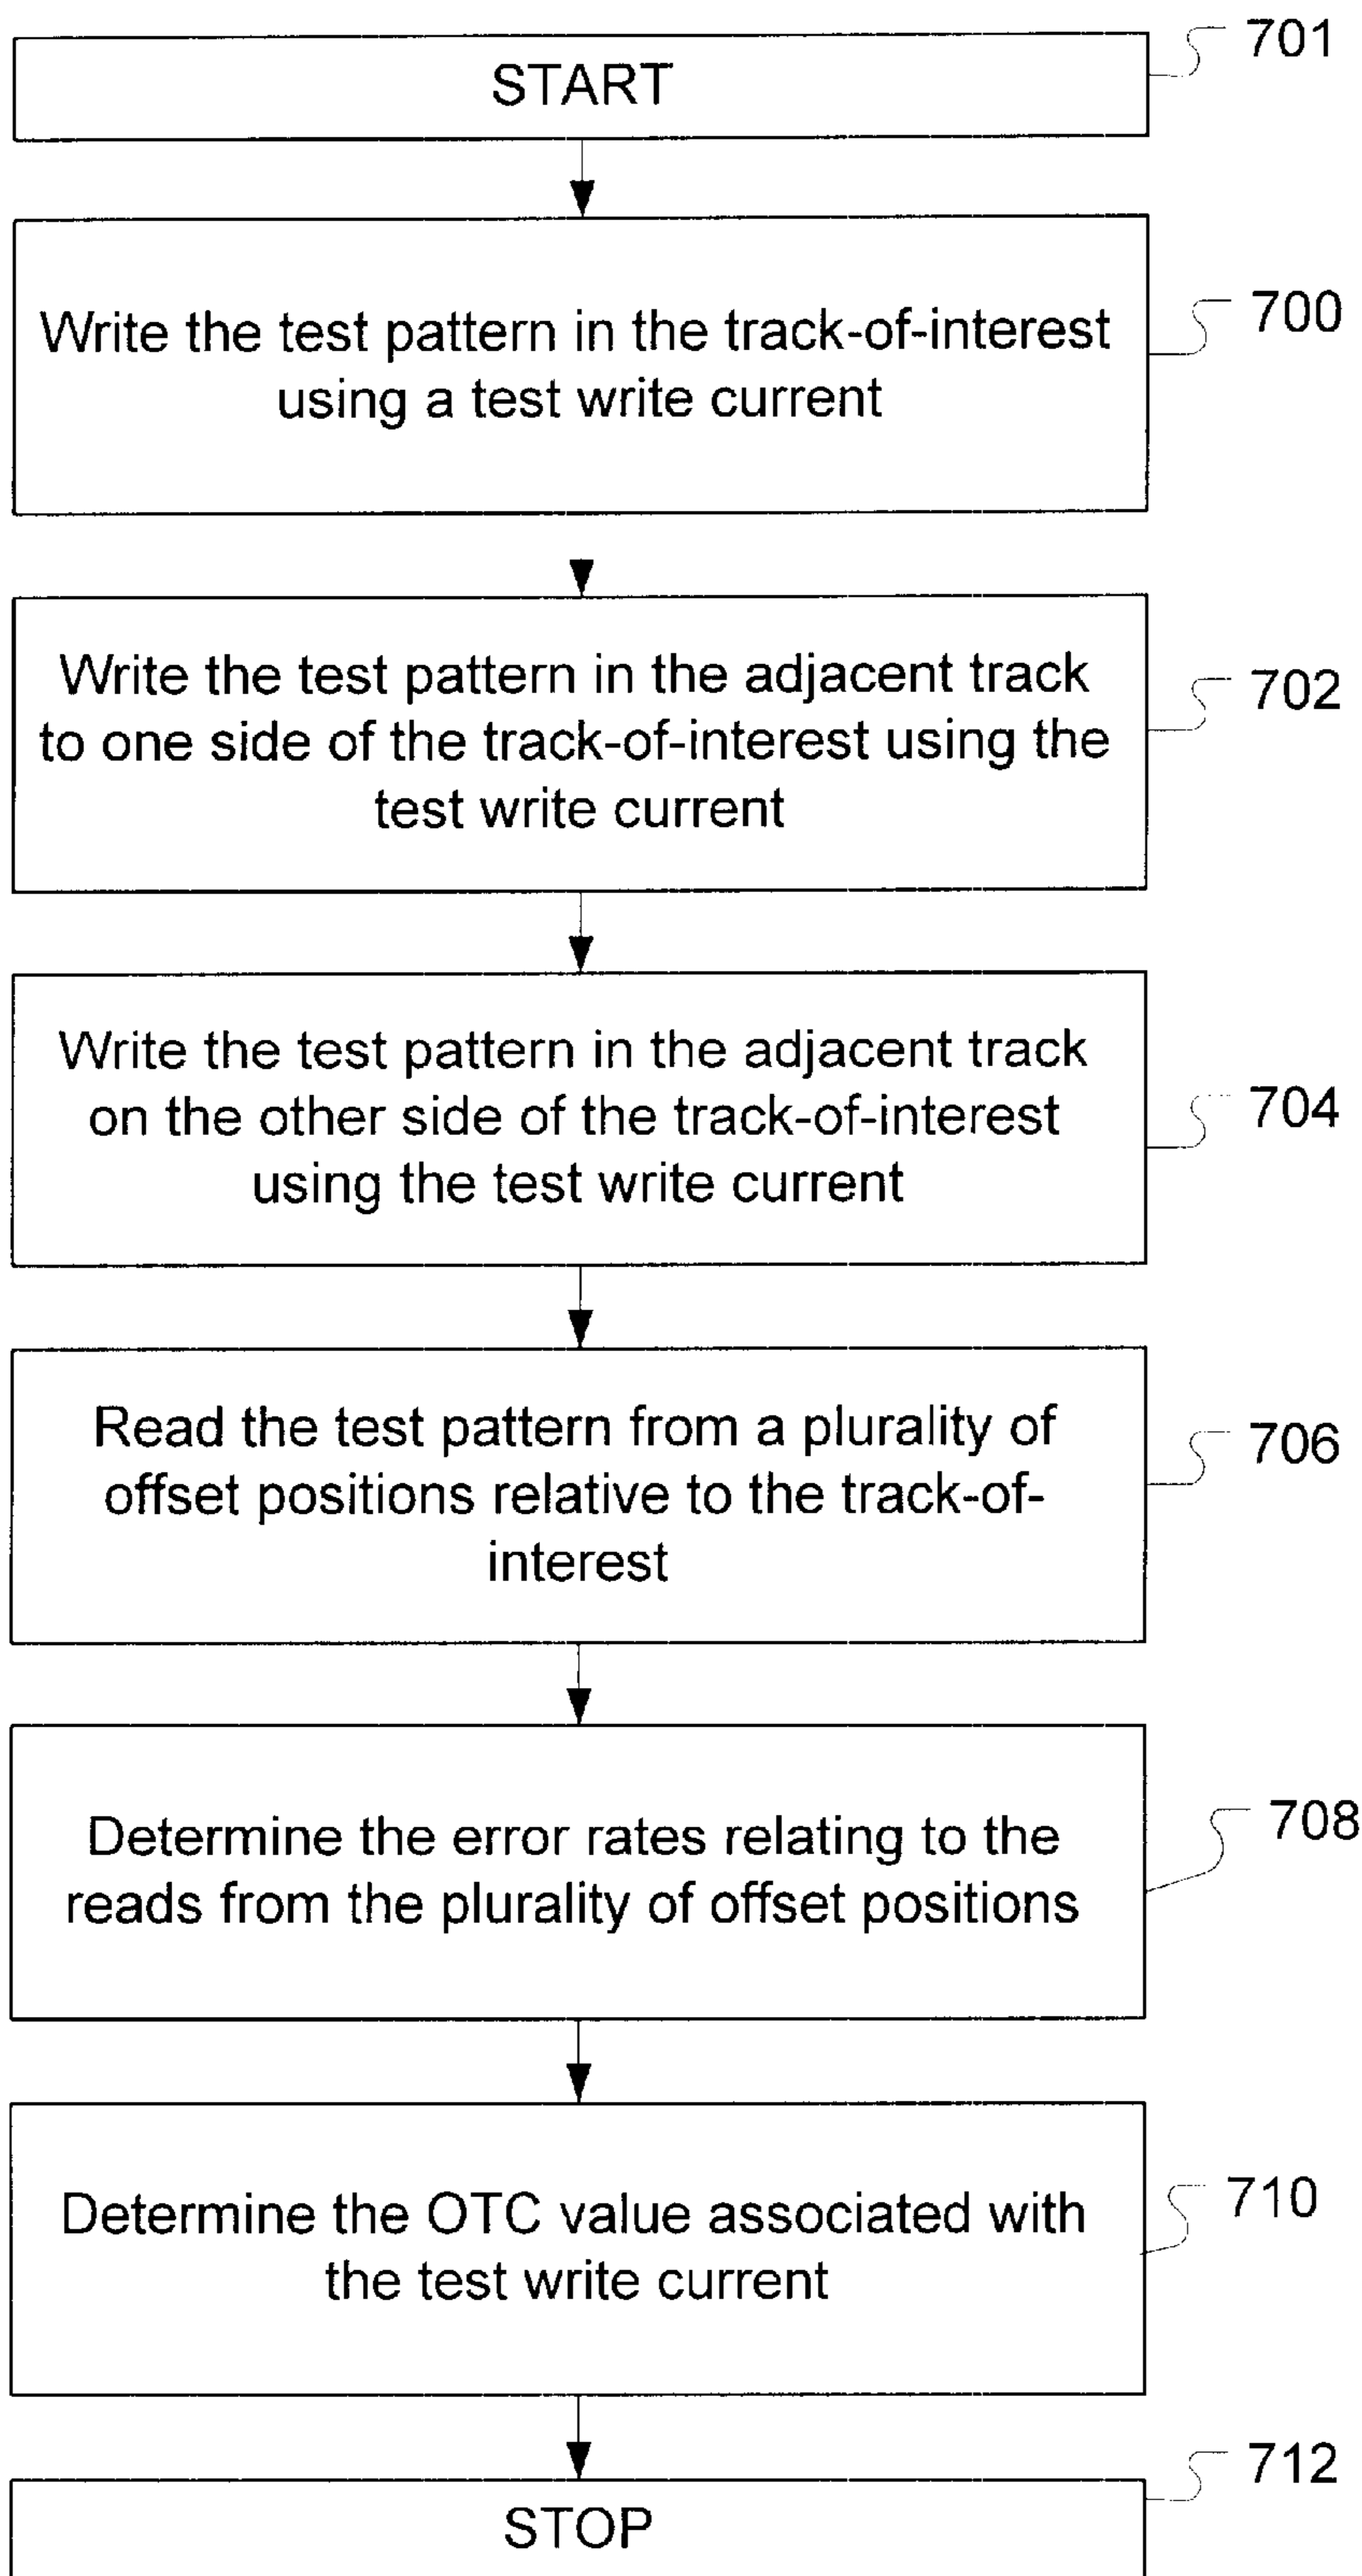 701
START
700
Write the test pattern in the track-of-interest
using a test write current
702
Write the test pattern in the adjacent track
to one side of the track-of-interest using the
test write current
704
Write the test pattern in the adjacent track
on the other side of the track-of-interest
using the test write current
706
Read the test pattern from a plurality of
offset positions relative to the track-of-
interest
708
Determine the error rates relating to the
reads from the plurality of offset positions
710
Determine the OTC value associated with
the test write current
712
STOP